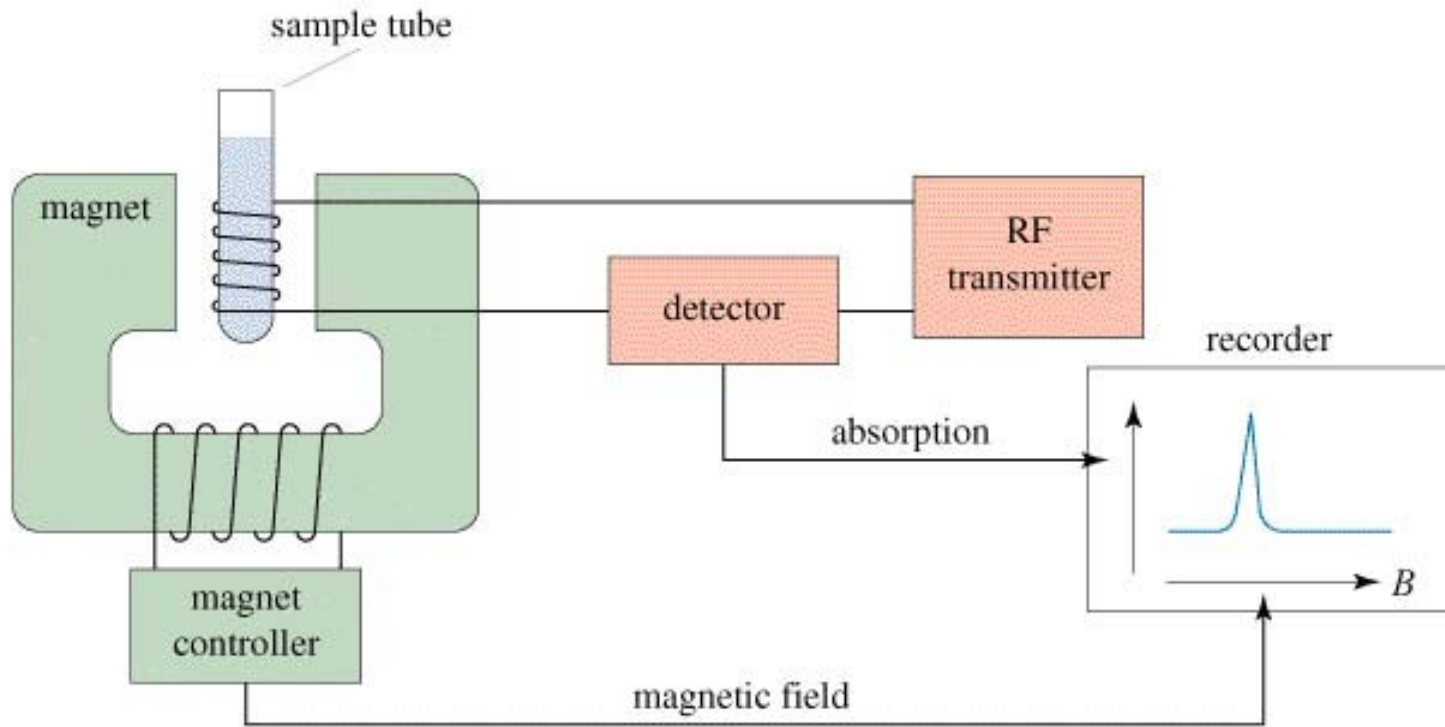 sample tube
magnet
RF
transmitter
detector
recorder
absorption
B
magnet
controller
magnetic field